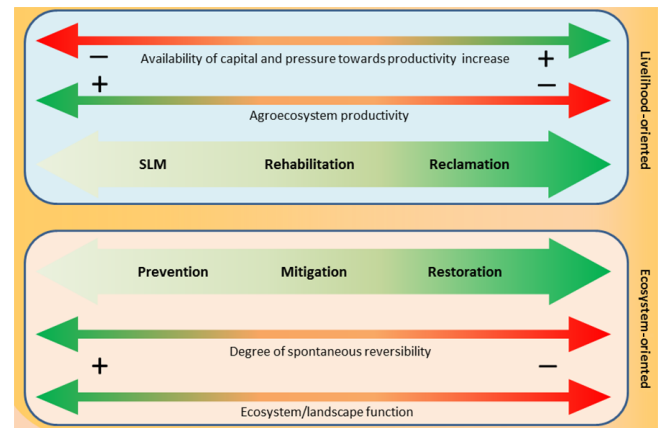 Availability of capital and pressure towards productivity increase
− +
+ −
Agroecosystem productivity
SLM Rehabilitation Reclamation
Livelihood-oriented
Prevention Mitigation Restoration
Degree of spontaneous reversibility
+ −
Ecosystem/landscape function
Ecosystem-oriented